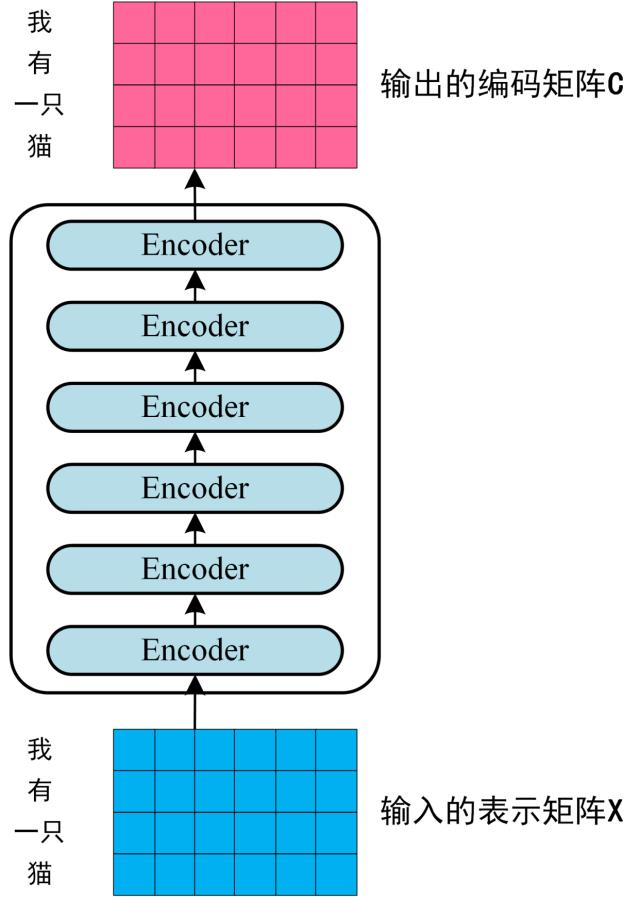 我
有
一只
猫
输出的编码矩阵C
Encoder
Encoder
Encoder
Encoder
Encoder
Encoder
我
有
一只
猫
输入的表示矩阵X